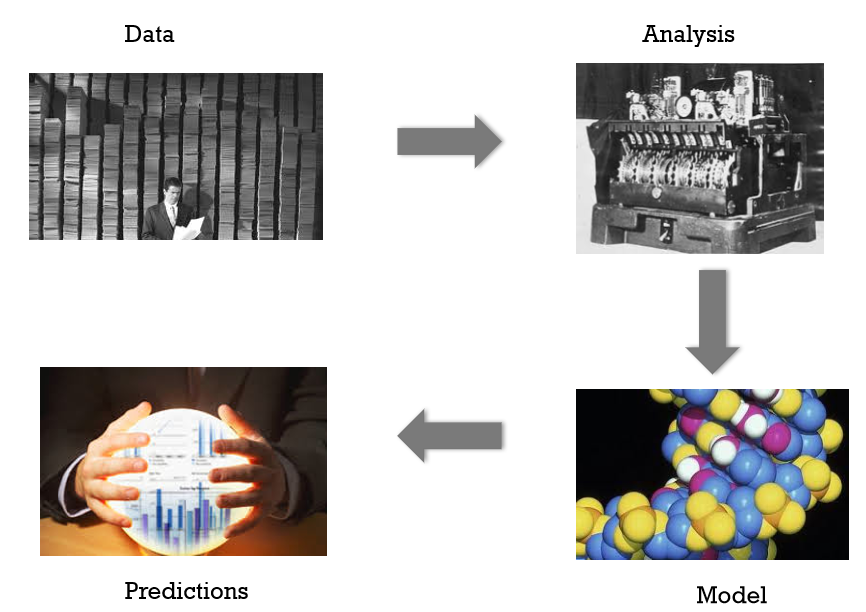 Data
Analysis
Predictions
Model